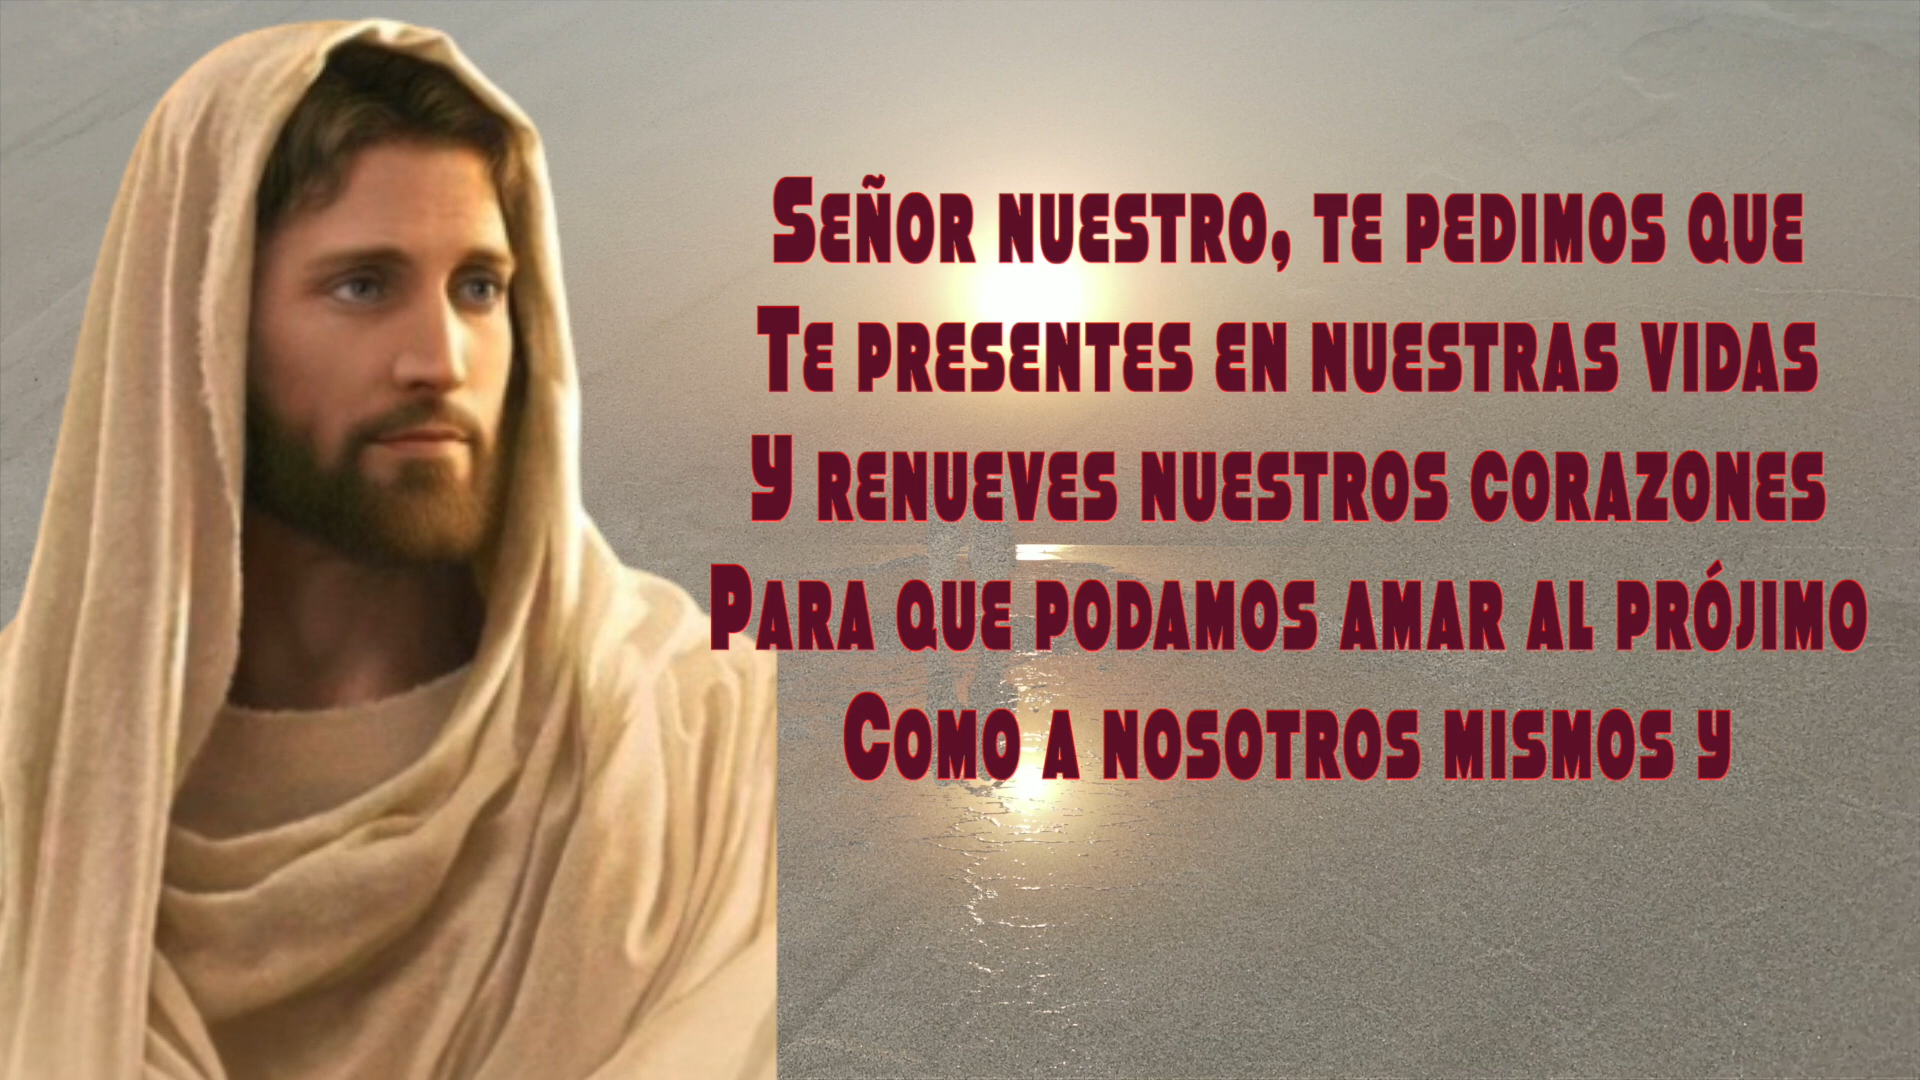 Señor nuestro, te pedimos que
Te presentes en nuestras vidas
Y renueves nuestros corazones
Para que podamos amar al prójimo
Como a nosotros mismos y